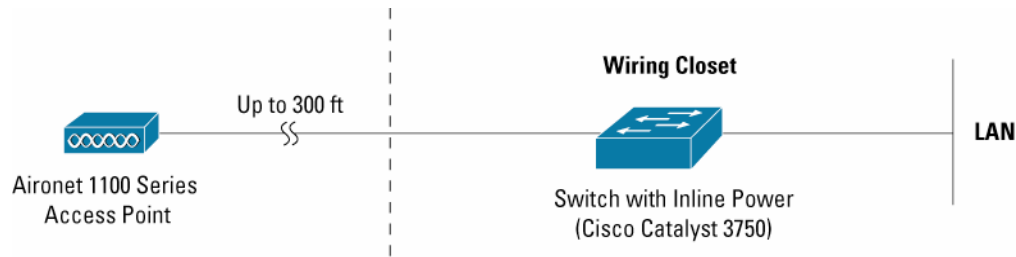 Wiring Closet
Up to 300 ft
LAN
Aironet 1100 Series
Access Point
Switch with Inline Power
(Cisco Catalyst 3750)